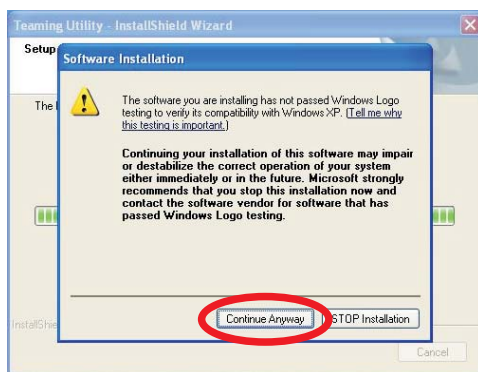 Teaming Utility - InstallShield Wizard
Setup
Software Installation
The
The software you are installing has not passed Windows Logo
testing to verify its compatibility with Windows XP. (Tell me why
this testing is important.)
Continuing your installation of this software may impair
or destabilize the correct operation of your system
either immediately or in the future. Microsoft strongly
recommends that you stop this installation now and
contact the software vendor for software that has
passed Windows Logo testing.
Continue Anyway
STOP Installation
InstallShie
Cancel